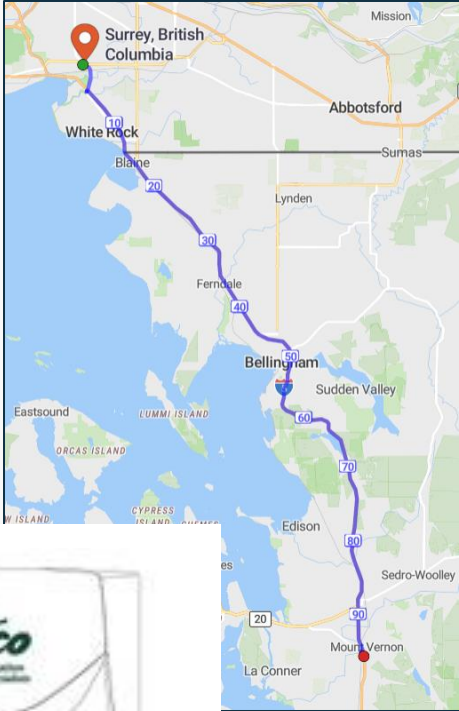 Mission
Surrey, British
Columbia
Abbotsford
10
White Rock
Sumas
Blaine
20
Lynden
30
Ferndale
40
50
Bellingham
5
Sudden Valley
60
Eastsound
LUMMI ISLAND
ORCAS ISLAND
70
CYPRESS
ISLAND
W ISLAND
Edison
80
Sedro-Woolley
90
20
Mount Vernon
La Conner